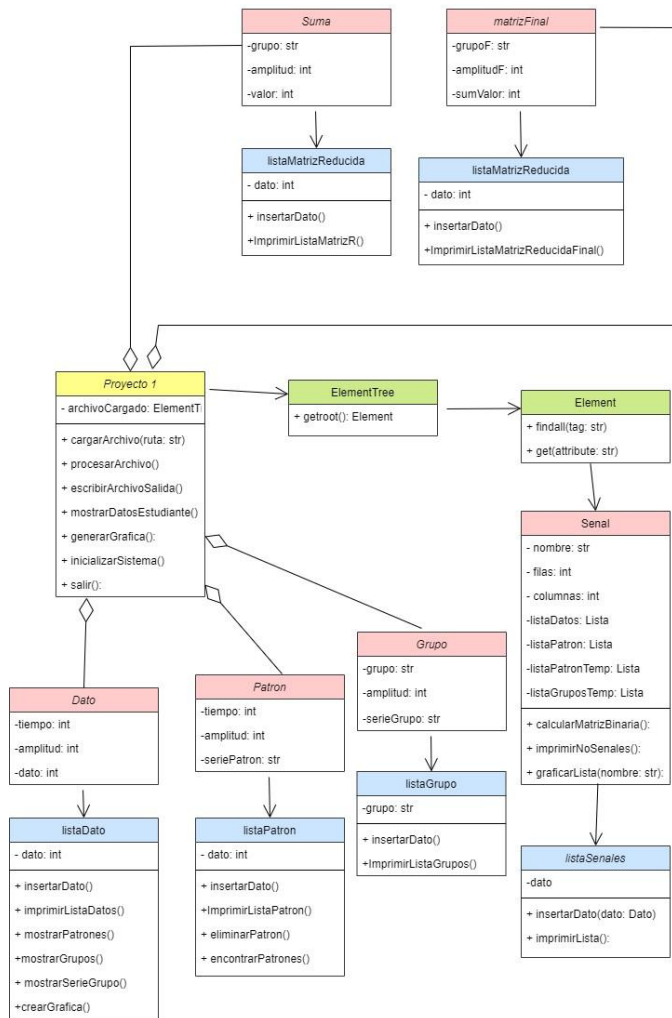 Suma
-grupo: str
-amplitud: int
-valor: int
matrizFinal
-grupoF: str
-amplitudF: int
-sumValor: int
listaMatrizReducida
- dato: int
+ insertarDato()
+ImprimirListaMatrizR()
listaMatrizReducida
- dato: int
+ insertarDato()
+ImprimirListaMatrizReducidaFinal()
Proyecto 1
- archivoCargado: ElementT
+ cargarArchivo(ruta: str)
+ procesarArchivo()
+ escribirArchivoSalida()
+ mostrarDatosEstudiante()
+ generarGrafica():
+ inicializarSistema()
+ salir():
ElementTree
+ getroot(): Element
Element
+ findall(tag: str)
+ get(attribute: str)
Senal
- nombre: str
- filas: int
- columnas: int
-listaDatos: Lista
-listaPatron: Lista
-listaPatronTemp: Lista
-listaGruposTemp: Lista
+ calcularMatrizBinaria():
+ imprimirNoSenales():
+ graficarLista(nombre: str):
Grupo
-grupo: str
-amplitud: int
-serieGrupo: str
Dato
-tiempo: int
-amplitud: int
-dato: int
Patron
-tiempo: int
-amplitud: int
-seriePatron: str
listaGrupo
-grupo: str
+ insertarDato()
+ImprimirListaGrupos()
listaDato
- dato: int
+ insertarDato()
+ imprimirListaDatos()
+ mostrarPatrones()
+mostrarGrupos()
+ mostrarSerieGrupo()
+crearGrafica()
listaPatron
- dato: int
+ insertarDato()
+ImprimirListaPatron()
+ eliminarPatron()
+ encontrarPatrones()
listaSenales
-dato
+ insertarDato(dato: Dato)
+ imprimirLista():